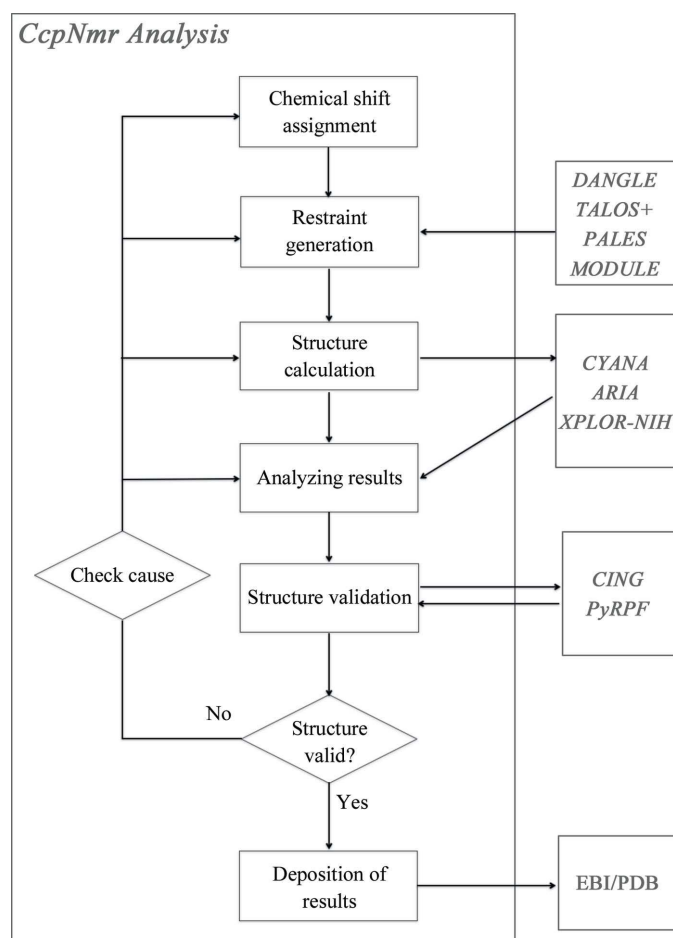 CcpNmr Analysis
Chemical shift
assignment
DANGLE
TALOS+
PALES
MODULE
Restraint
generation
Structure
calculation
CYANA
ARIA
XPLOR-NIH
Analyzing results
Check cause
Structure validation
CING
PyRPF
No
Structure
valid?
Yes
Deposition of
results
EBI/PDB